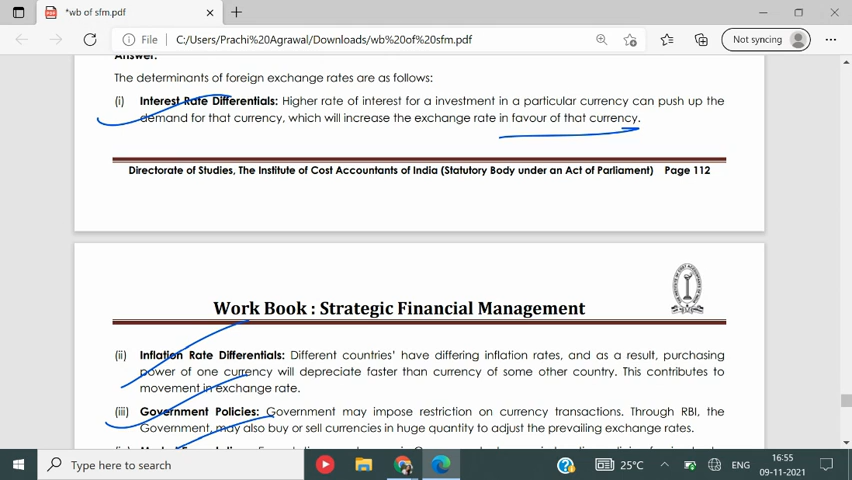 *wb of sfm.pdf
File C:/Users/Prachi%20Agrawal/Downloads/wb%20of%20sfm.pdf Not syncing
Answer:
The determinants of foreign exchange rates are as follows:
(i) Interest Rate Differentials: Higher rate of interest for a investment in a particular currency can push up the
demand for that currency, which will increase the exchange rate in favour of that currency.
Directorate of Studies, The Institute of Cost Accountants of India (Statutory Body under an Act of Parliament) Page 112
Work Book : Strategic Financial Management
(ii) Inflation Rate Differentials: Different countries' have differing inflation rates, and as a result, purchasing
power of one currency will depreciate faster than currency of some other country. This contributes to
movement in exchange rate.
(iii) Government Policies: Government may impose restriction on currency transactions. Through RBI, the
Government, may also buy or sell currencies in huge quantity to adjust the prevailing exchange rates.
Type here to search 25°C ENG 16:55
09-11-2021